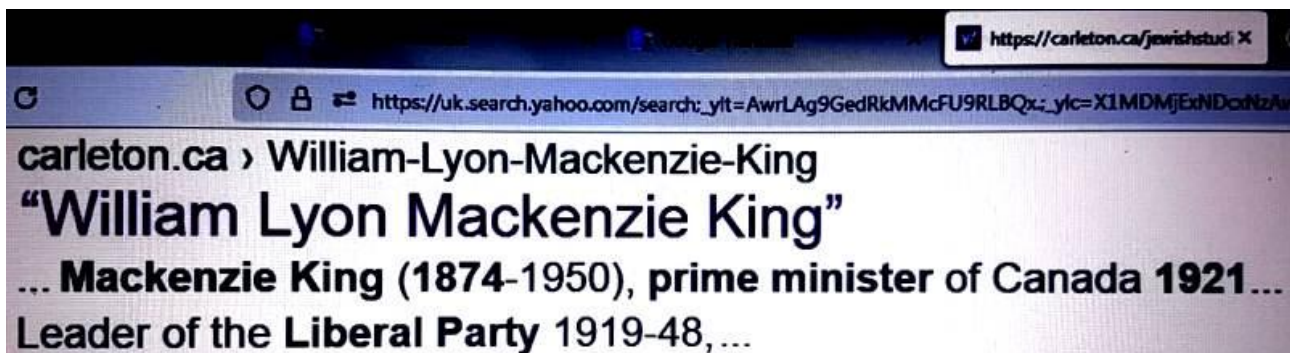 https://carleton.ca/jewishstudi
https://uk.search.yahoo.com/search;_ylt=AwrLAg9GedRkMMcFU9RLBQx.;_ylc=X1MDMjExNDcxNzAw
carleton.ca › William-Lyon-Mackenzie-King
“William Lyon Mackenzie King”
... Mackenzie King (1874-1950), prime minister of Canada 1921...
Leader of the Liberal Party 1919-48,...